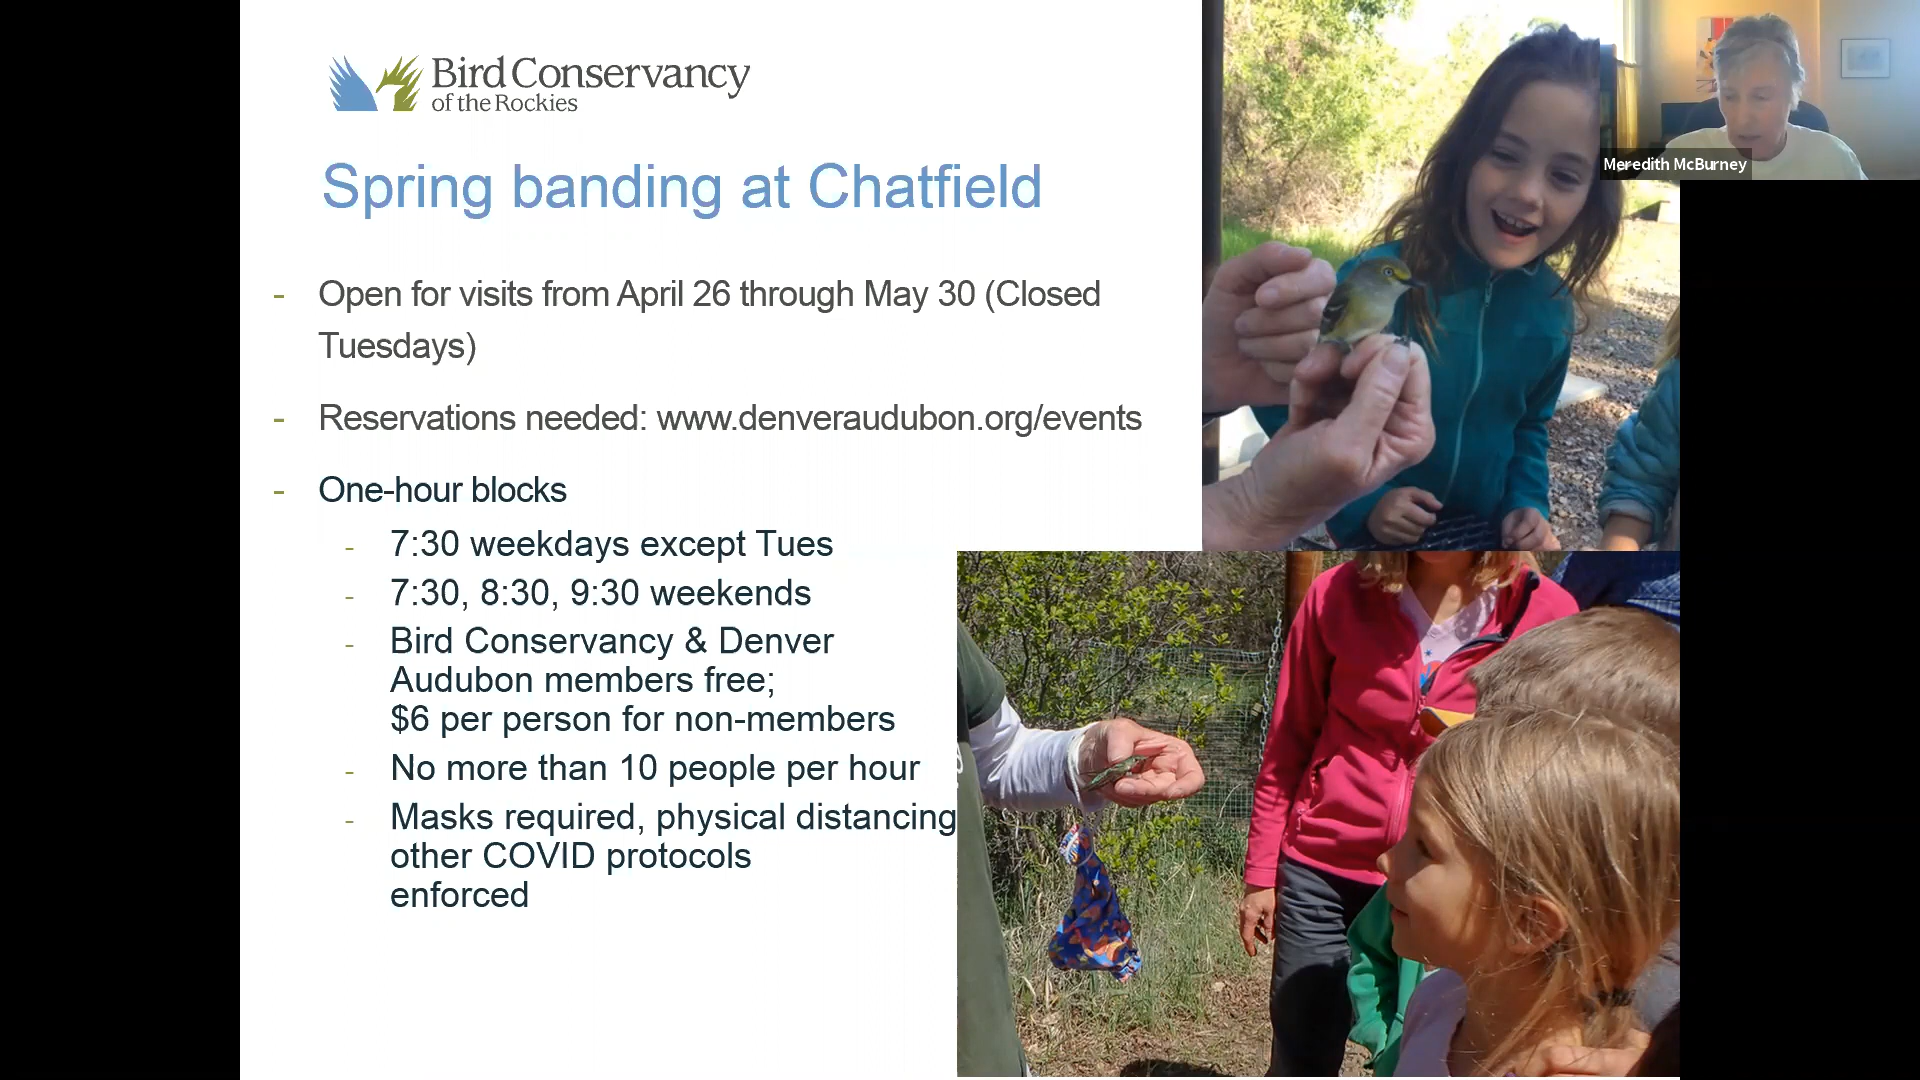 Bird Conservancy
of the Rockies
Meredith McBurney
Spring banding at Chatfield
- Open for visits from April 26 through May 30 (Closed
Tuesdays)
- Reservations needed: www.denveraudubon.org/events
- One-hour blocks
- 7:30 weekdays except Tues
- 7:30, 8:30, 9:30 weekends
- Bird Conservancy & Denver
Audubon members free;
$6 per person for non-members
- No more than 10 people per hour
- Masks required, physical distancing
other COVID protocols
enforced